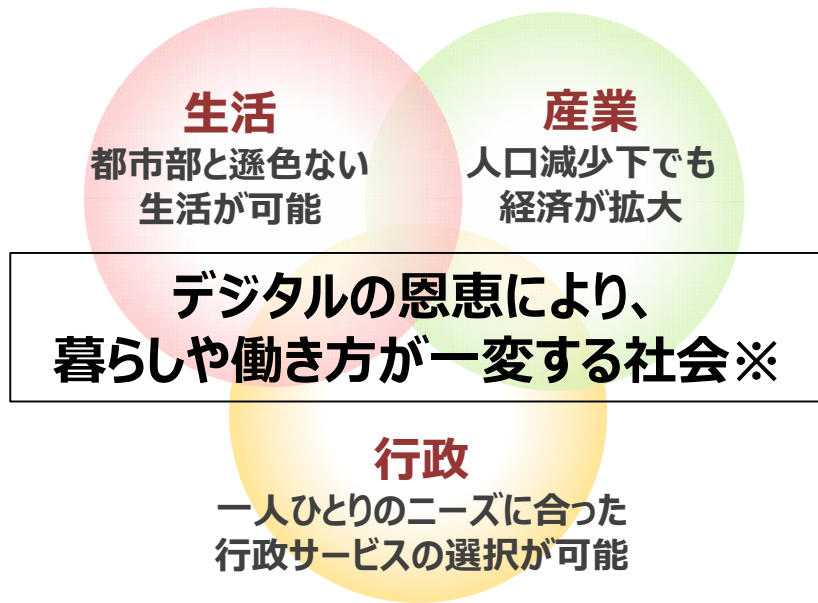 生活
都市部と遜色ない
生活が可能
産業
人口減少下でも
経済が拡大
デジタルの恩恵により、
暮らしや働き方が一変する社会※
行政
一人ひとりのニーズに合った
行政サービスの選択が可能